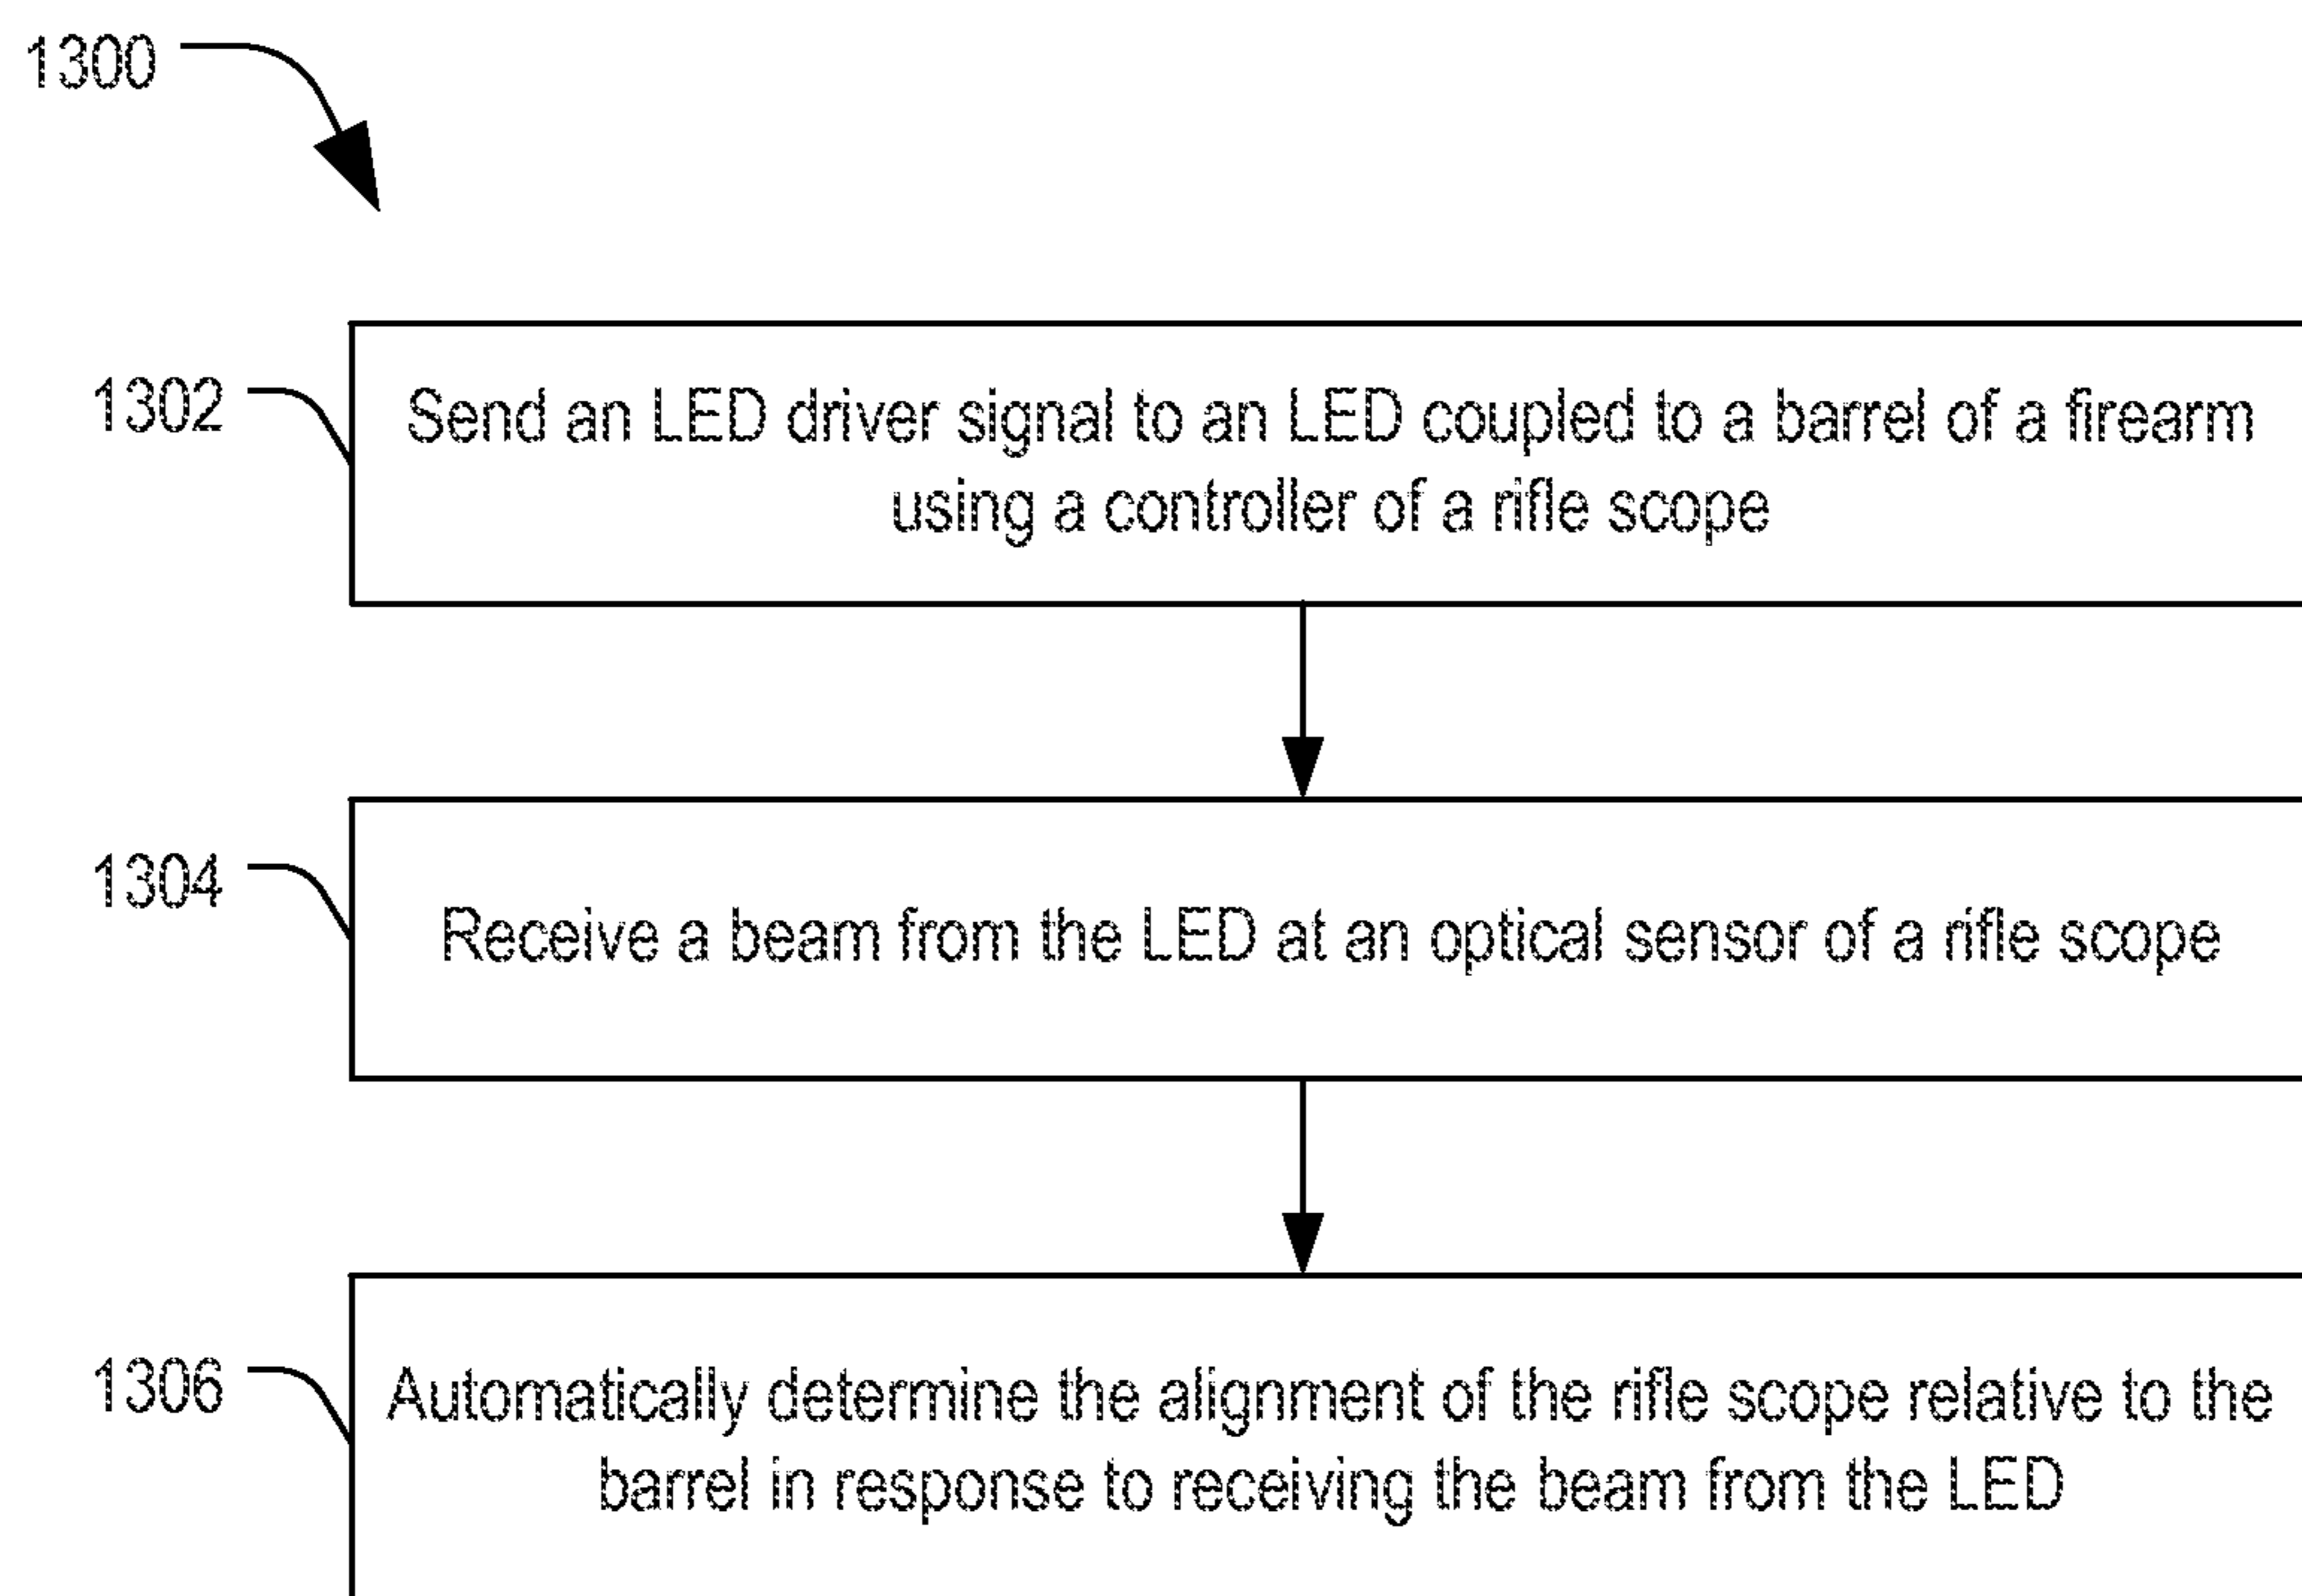 1300
1302
Send an LED driver signal to an LED coupled to a barrel of a firearm
using a controller of a rifle scope
1304
Receive a beam from the LED at an optical sensor of a rifle scope
1306
Automatically determine the alignment of the rifle scope relative to the
barrel in response to receiving the beam from the LED